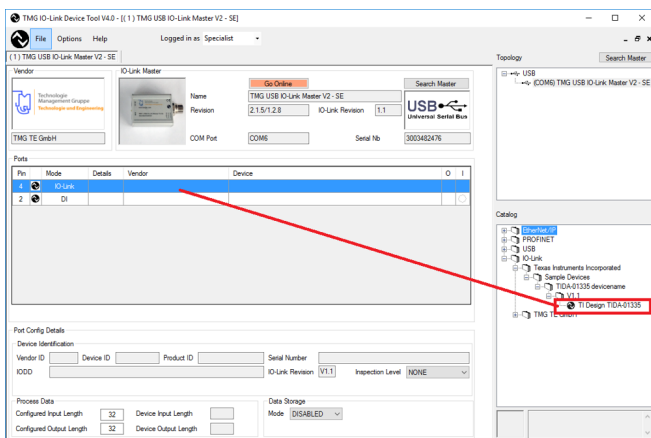 TMG IO-Link Device Tool V4.0 - [( 1 ) TMG USB IO-Link Master V2 - SE]
File Options Help Logged in as Specialist
( 1 ) TMG USB IO-Link Master V2 - SE
Vendor
Technologie
Management Gruppe
Technologie und Engineering
TMG TE GmbH
IO-Link Master
Go Online Search Master
Name TMG USB IO-Link Master V2 - SE
Revision 2.1.5/1.2.8 IO-Link Revision 1.1
USB
Universal Serial Bus
COM Port COM6 Serial Nb 3003482476
Ports
Pin Mode Details Vendor Device O I
4 IO-Link
2 DI
Port Config Details
Device Identification
Vendor ID Device ID Product ID Serial Number
IODD IO-Link Revision V1.1 Inspection Level NONE
Process Data
Configured Input Length 32 Device Input Length
Configured Output Length 32 Device Output Length
Data Storage
Mode DISABLED
Topology Search Master
USB
(COM6) TMG USB IO-Link Master V2 - SE
Catalog
EtherNet/IP
PROFINET
USB
IO-Link
Texas Instruments Incorporated
Sample Devices
TIDA-01335 devicename
V1.1
TI Design TIDA-01335
TMG TE GmbH